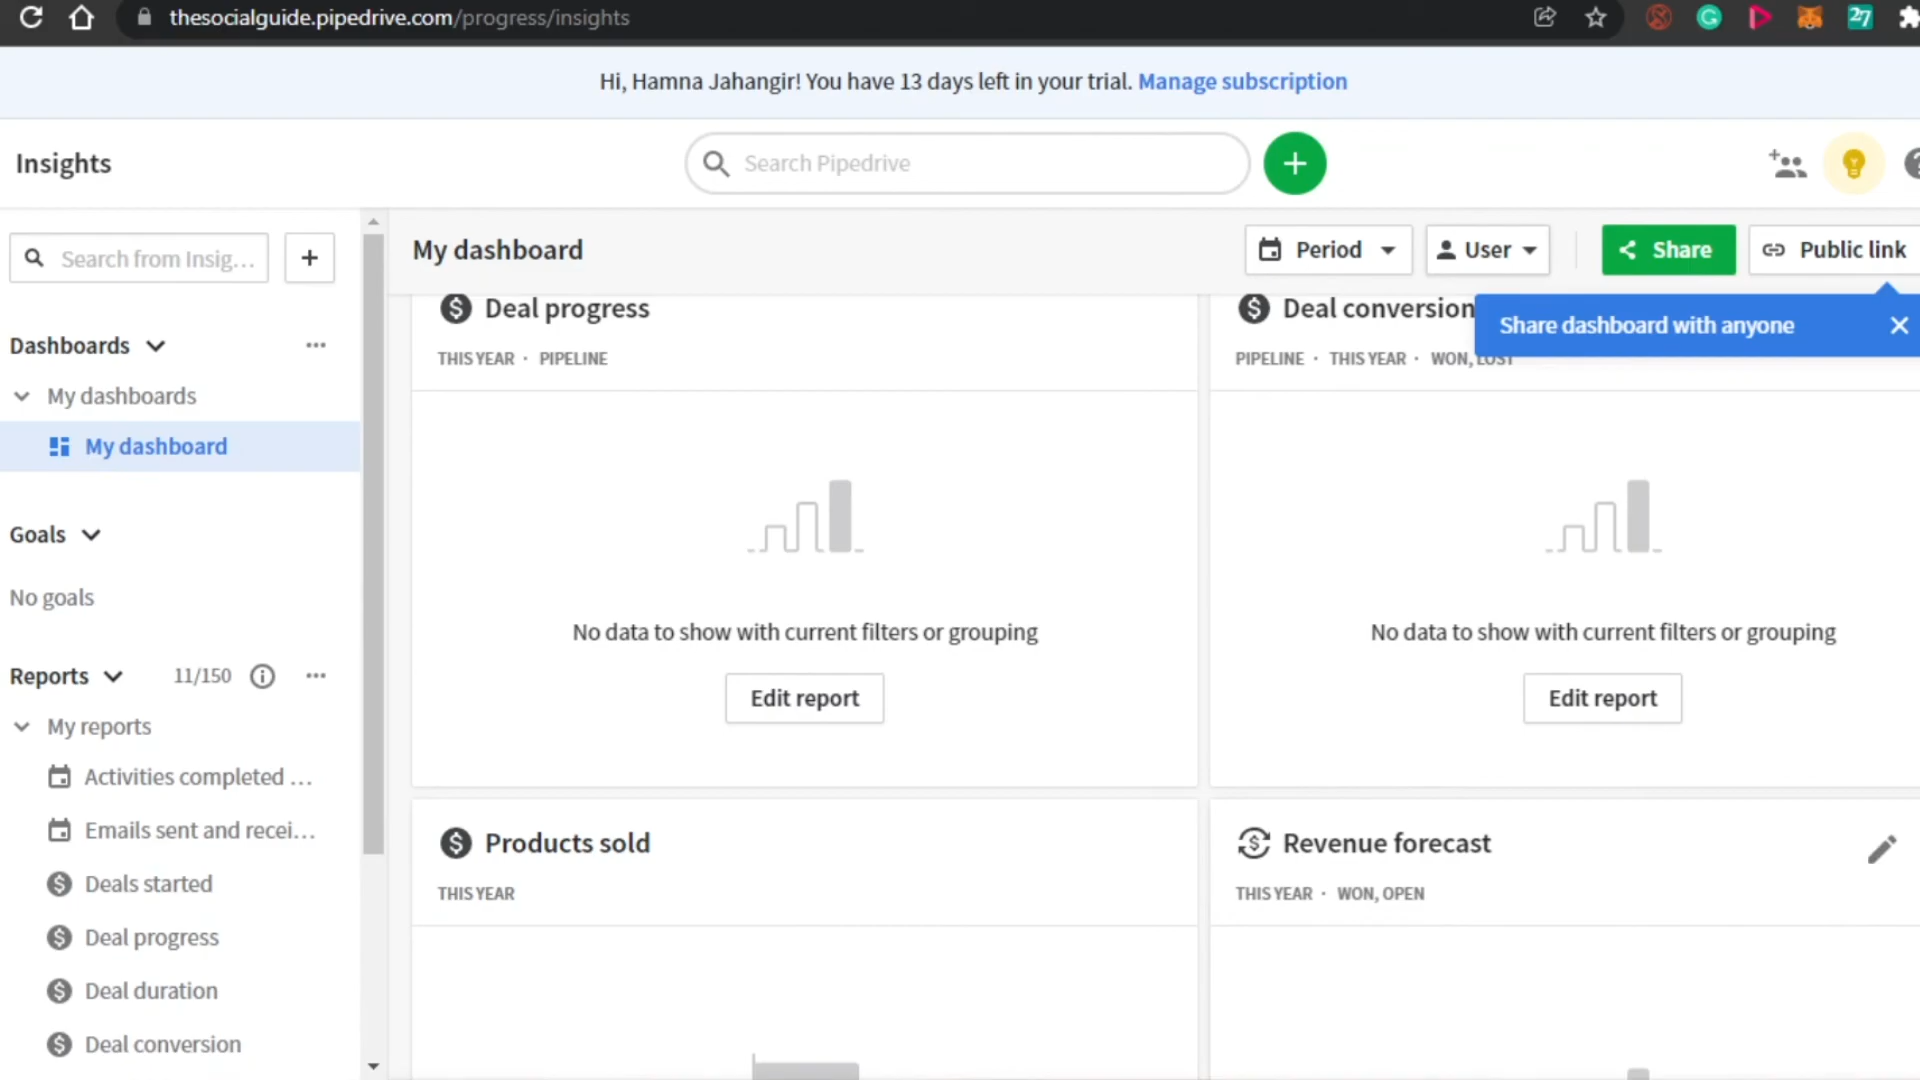 thesocialguide.pipedrive.com/progress/insights
27
Hi, Hamna Jahangir! You have 13 days left in your trial. Manage subscription
Insights
Search Pipedrive
Search from Insig...
My dashboard
Period
User
Share
Public link
Share dashboard with anyone
Dashboards
My dashboards
My dashboard
Goals
No goals
Reports 11/150
My reports
Activities completed ...
Emails sent and recei...
Deals started
Deal progress
Deal duration
Deal conversion
Deal progress
THIS YEAR · PIPELINE
No data to show with current filters or grouping
Edit report
Deal conversion
PIPELINE · THIS YEAR · WON, LOST
No data to show with current filters or grouping
Edit report
Products sold
THIS YEAR
Revenue forecast
THIS YEAR · WON, OPEN